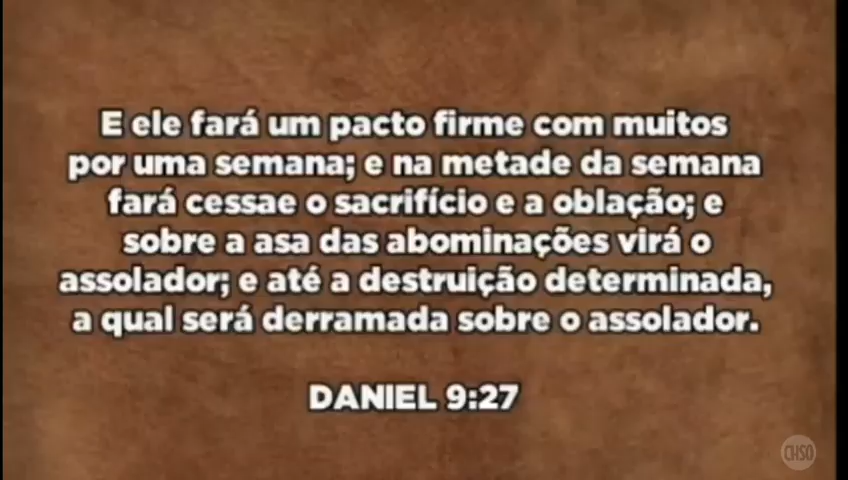 E ele fará um pacto firme com muitos
por uma semana; e na metade da semana
fará cessae o sacrifício e a oblação; e
sobre a asa das abominações virá o
assolador; e até a destruição determinada,
a qual será derramada sobre o assolador.
DANIEL 9:27
CHSO